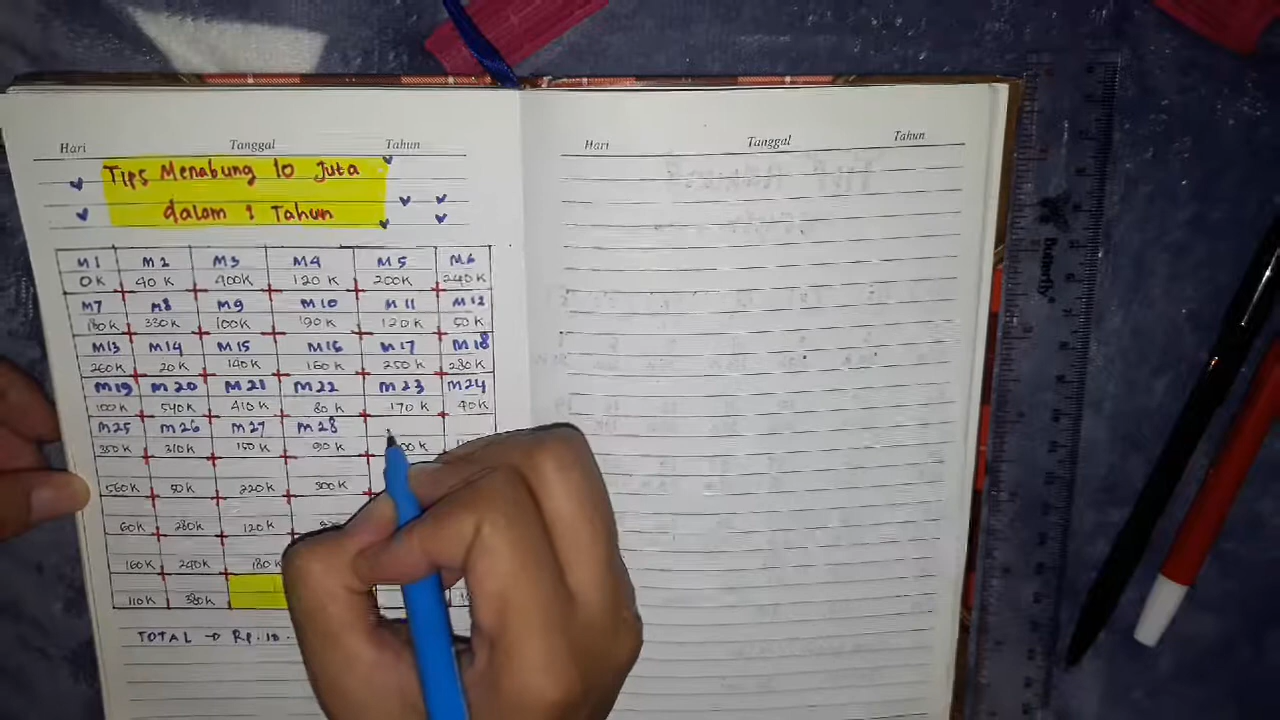 Hari Tanggal Tahun
Tips Menabung 10 Juta
dalam 1 Tahun
M1 M2 M3 M4 M5 M6
0K 40K 400K 120K 200K 240K
M7 M8 M9 M10 M11 M12
180K 330K 100K 190K 120K 50K
M13 M14 M15 M16 M17 M18
260K 20K 140K 160K 250K 280K
M19 M20 M21 M22 M23 M24
100K 540K 410K 80K 170K 40K
M25 M26 M27 M28
350K 310K 150K 90K
560K 50K 220K 300K
60K 280K 120K
160K 240K 180K
110K 380K
TOTAL → Rp. 10.
Hari Tanggal Tahun
Butterfly